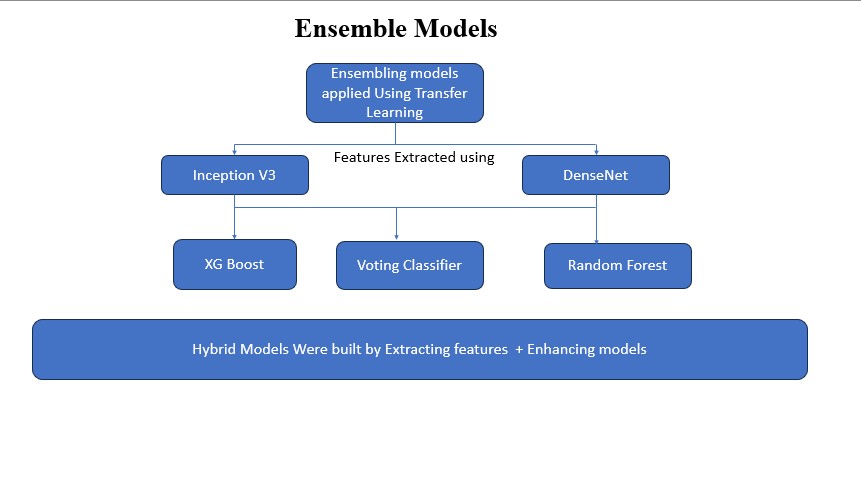 Ensemble Models
Ensembling models
applied Using Transfer
Learning
Features Extracted using
Inception V3
DenseNet
XG Boost
Voting Classifier
Random Forest
Hybrid Models Were built by Extracting features  + Enhancing models